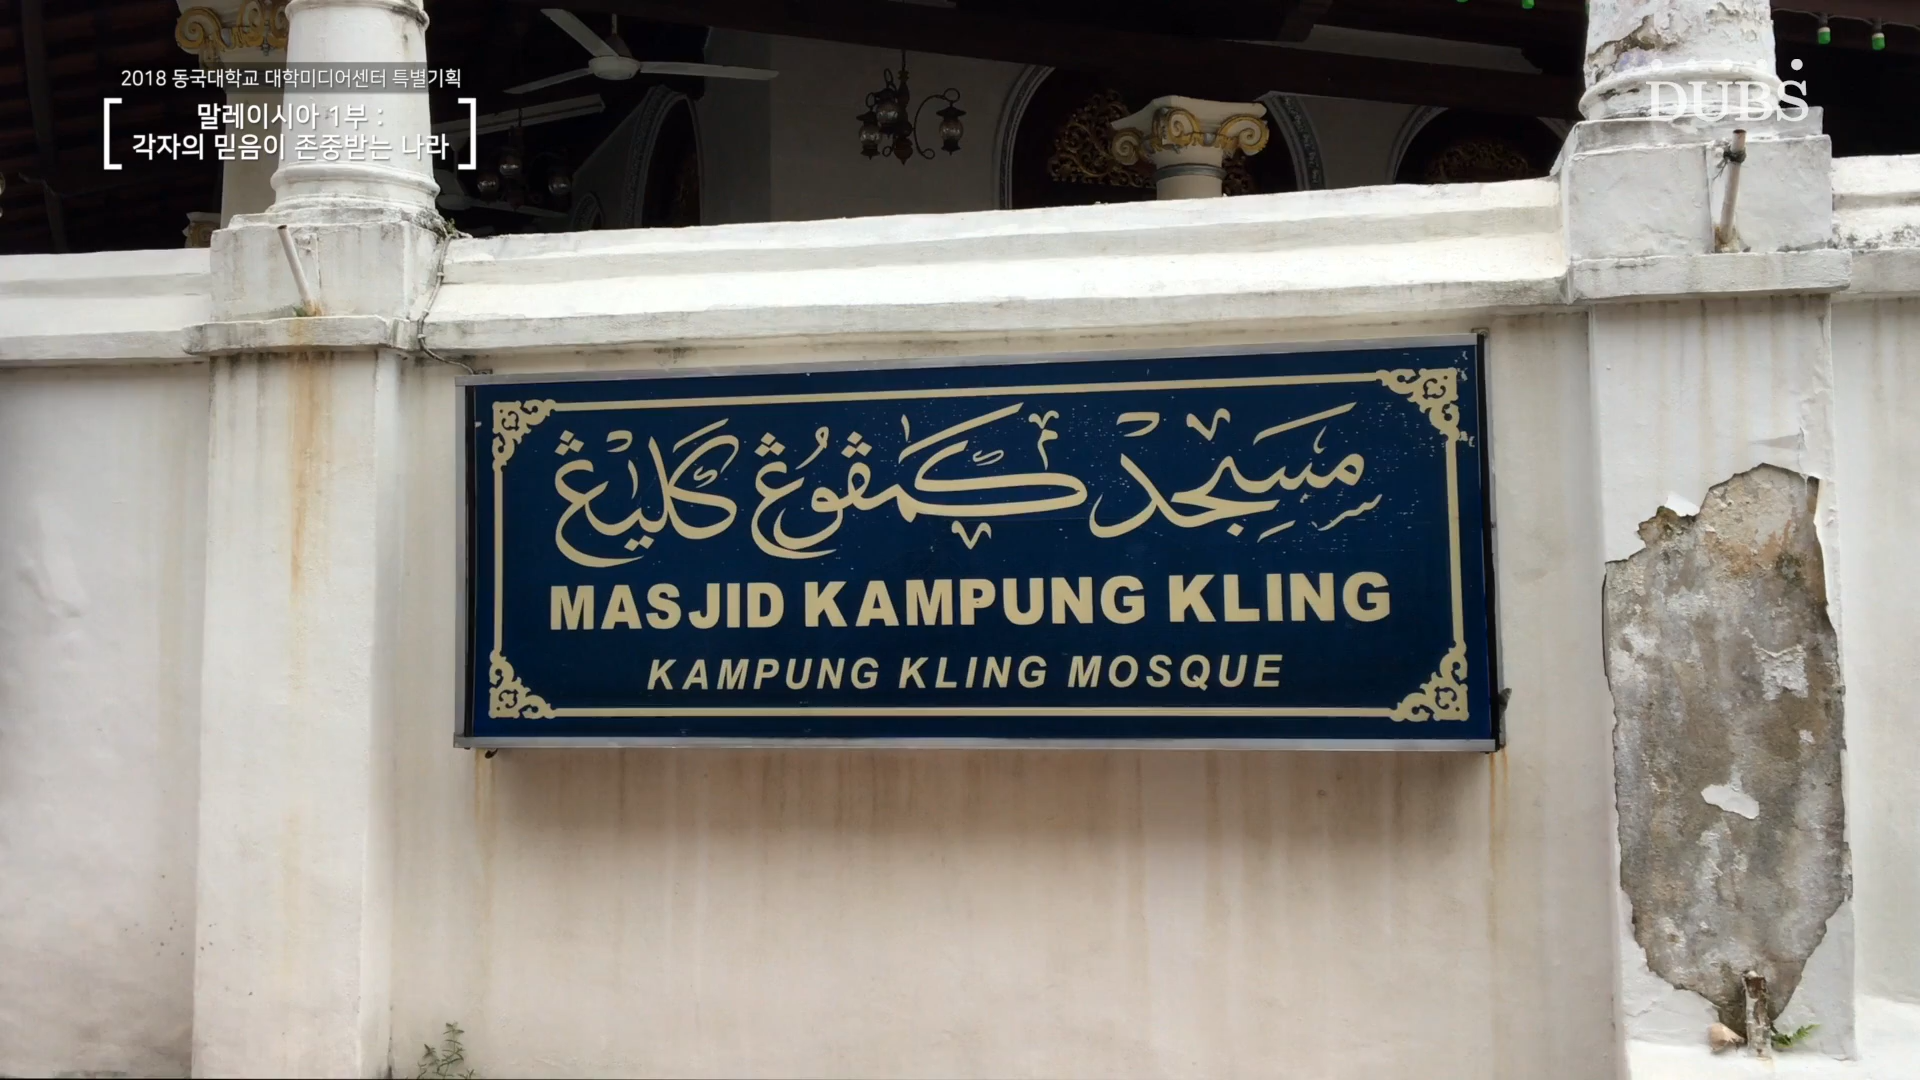 2018 동국대학교 대학미디어센터 특별기획
말레이시아 1부 :
각자의 믿음이 존중받는 나라
DUBS
مسجد کمڤوڠ کليڠ
MASJID KAMPUNG KLING
KAMPUNG KLING MOSQUE